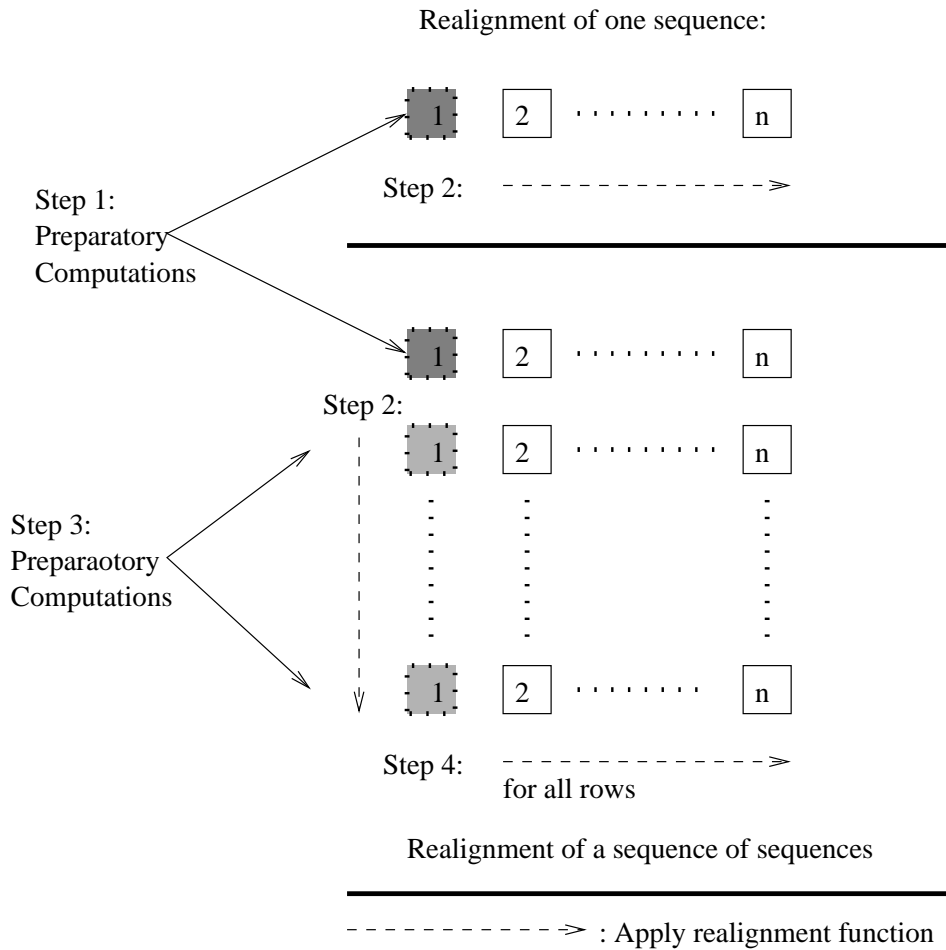 Realignment of one sequence:
1 2 n
Step 2:
Step 1:
Preparatory
Computations
1 2 n
Step 2:
1 2 n
Step 3:
Preparaotory
Computations
1 2 n
Step 4:
for all rows
Realignment of a sequence of sequences
: Apply realignment function